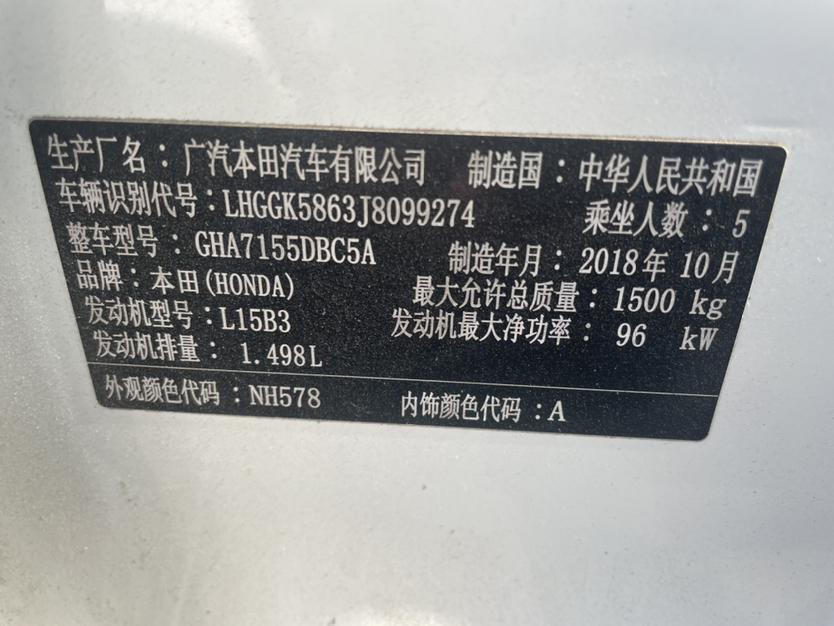 生产厂名：广汽本田汽车有限公司 制造国：中华人民共和国
车辆识别代号：LHGGK5863J8099274 乘坐人数：5
整车型号：GHA7155DBC5A 制造年月：2018年10月
品牌：本田(HONDA) 最大允许总质量：1500 kg
发动机型号：L15B3 发动机最大净功率：96 kW
发动机排量：1.498L
外观颜色代码：NH578 内饰颜色代码：A